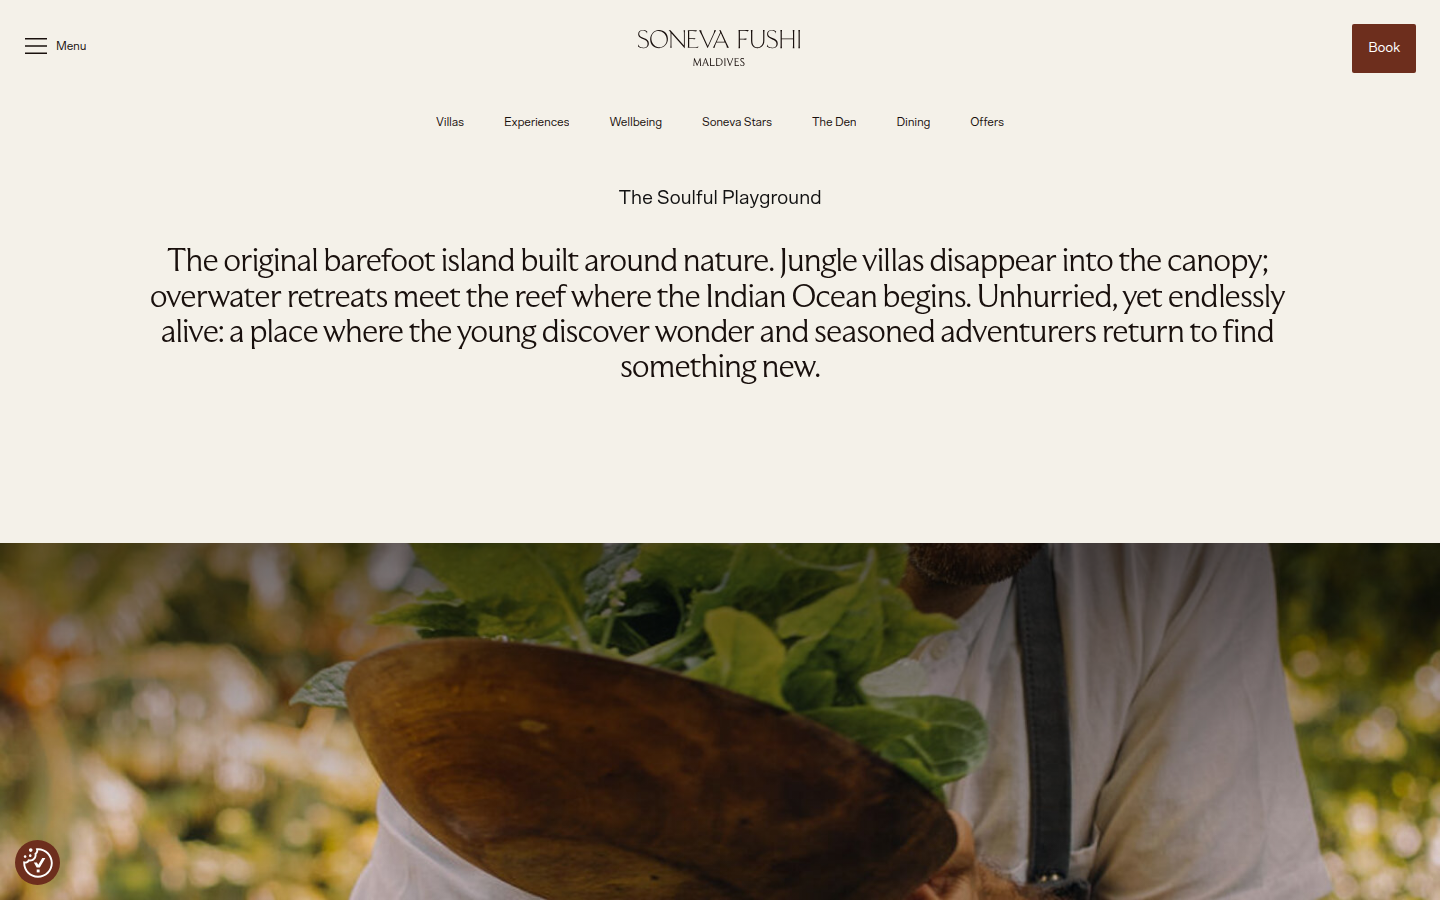 Menu
SONEVA FUSHI
MALDIVES
Book
Villas
Experiences
Wellbeing
Soneva Stars
The Den
Dining
Offers
The Soulful Playground
The original barefoot island built around nature. Jungle villas disappear into the canopy;
overwater retreats meet the reef where the Indian Ocean begins. Unhurried, yet endlessly
alive: a place where the young discover wonder and seasoned adventurers return to find
something new.